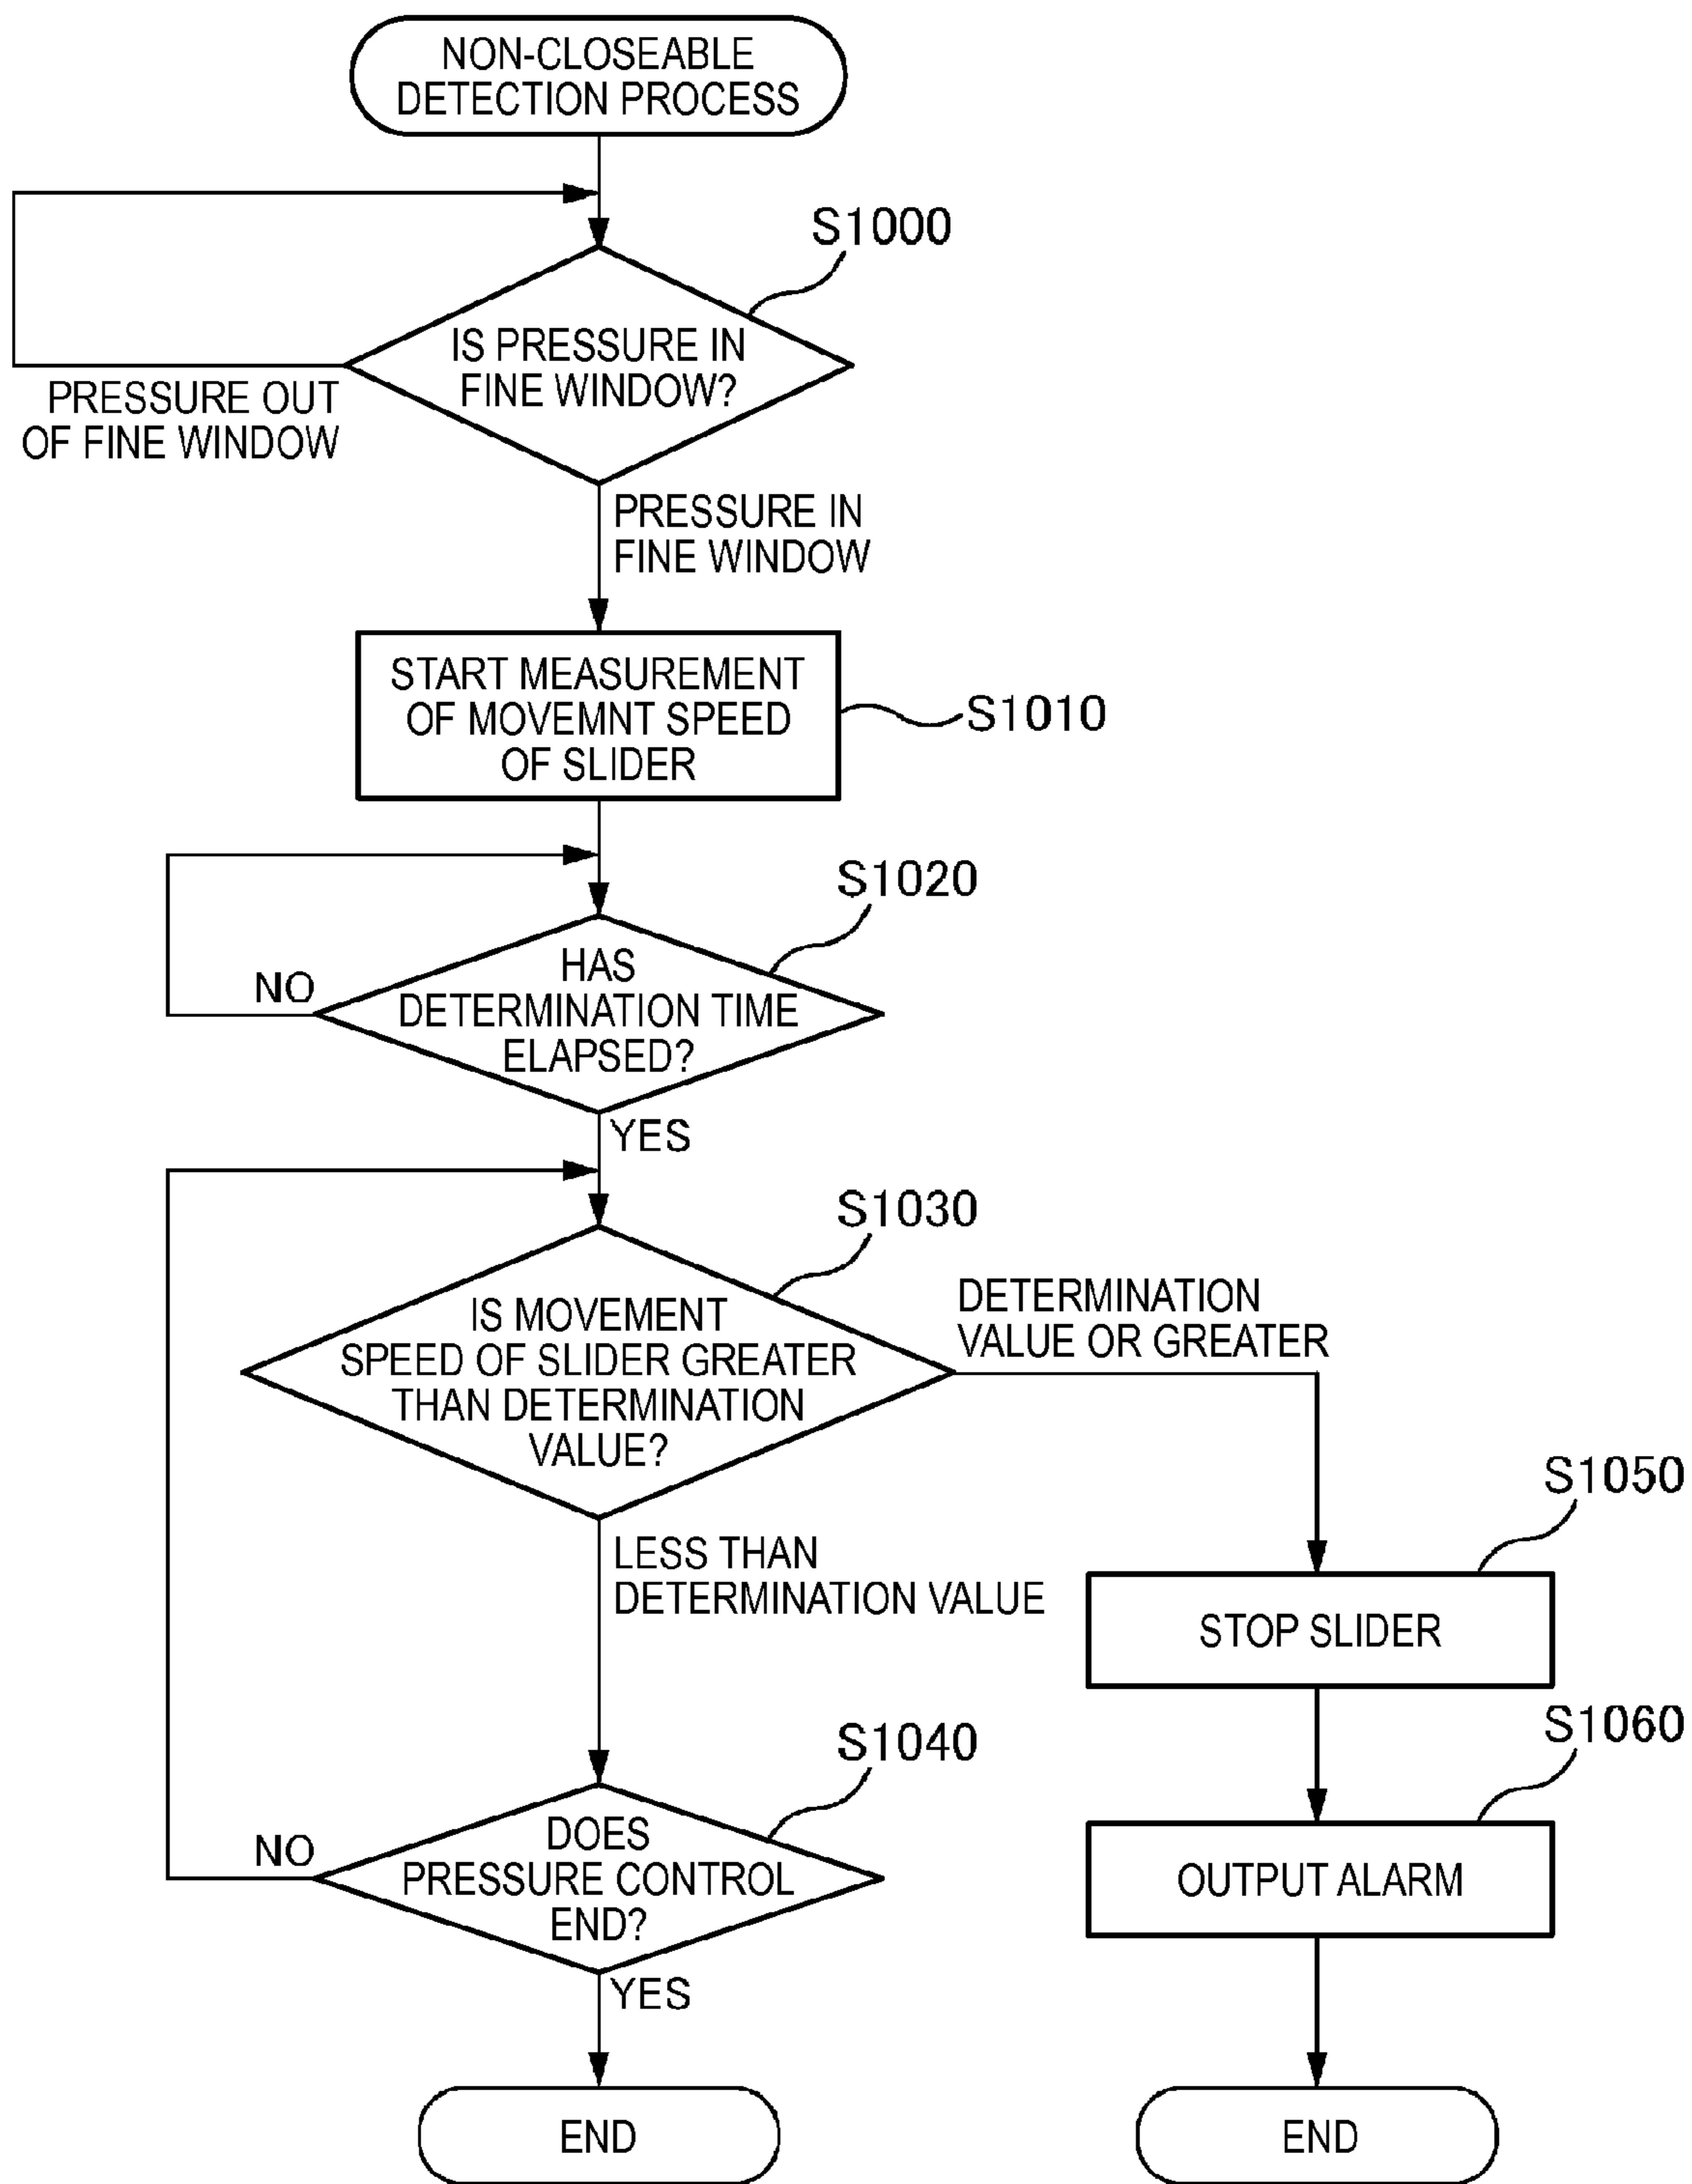 NON-CLOSEABLE
DETECTION PROCESS
S1000
IS PRESSURE IN
FINE WINDOW?
PRESSURE OUT
OF FINE WINDOW
PRESSURE IN
FINE WINDOW
START MEASUREMENT
OF MOVEMNT SPEED
OF SLIDER
S1010
S1020
HAS
DETERMINATION TIME
ELAPSED?
NO
YES
S1030
IS MOVEMENT
SPEED OF SLIDER GREATER
THAN DETERMINATION
VALUE?
DETERMINATION
VALUE OR GREATER
LESS THAN
DETERMINATION VALUE
S1050
STOP SLIDER
S1040
DOES
PRESSURE CONTROL
END?
NO
YES
S1060
OUTPUT ALARM
END
END